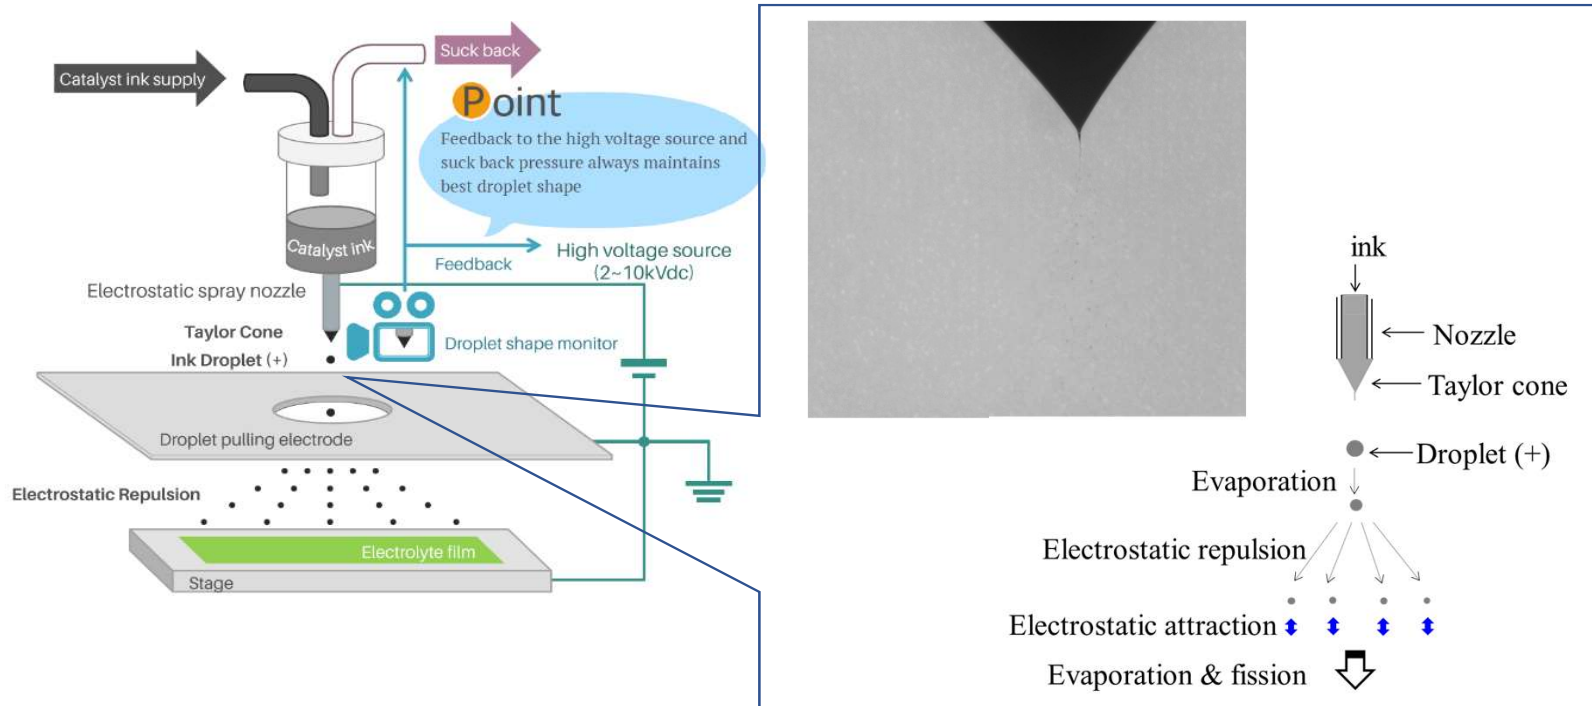 Suck back
Catalyst ink supply
Point
Feedback to the high voltage source and
suck back pressure always maintains
best droplet shape
Catalyst ink
High voltage source
(2~10kVdc)
Feedback
Electrostatic spray nozzle
Taylor Cone
Ink Droplet (+)
Droplet shape monitor
Droplet pulling electrode
Electrostatic Repulsion
Electrolyte film
Stage
ink
Nozzle
Taylor cone
Droplet (+)
Evaporation
Electrostatic repulsion
Electrostatic attraction
Evaporation & fission